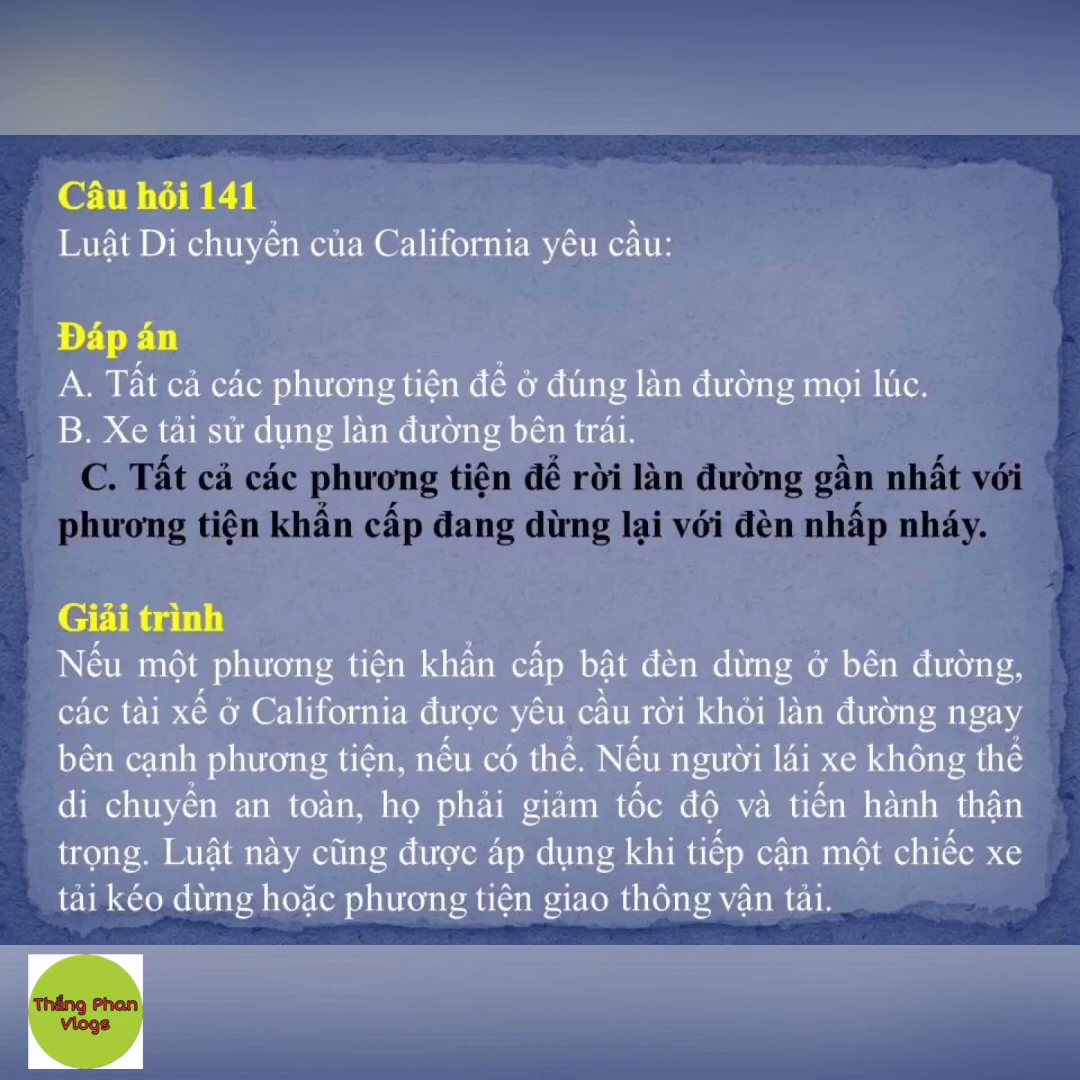 Câu hỏi 141
Luật Di chuyển của California yêu cầu:
Đáp án
A. Tất cả các phương tiện để ở đúng làn đường mọi lúc.
B. Xe tải sử dụng làn đường bên trái.
C. Tất cả các phương tiện để rời làn đường gần nhất với
phương tiện khẩn cấp đang dừng lại với đèn nhấp nháy.
Giải trình
Nếu một phương tiện khẩn cấp bật đèn dừng ở bên đường,
các tài xế ở California được yêu cầu rời khỏi làn đường ngay
bên cạnh phương tiện, nếu có thể. Nếu người lái xe không thể
di chuyển an toàn, họ phải giảm tốc độ và tiến hành thận
trọng. Luật này cũng được áp dụng khi tiếp cận một chiếc xe
tải kéo dừng hoặc phương tiện giao thông vận tải.
Thắng Phan
Vlogs